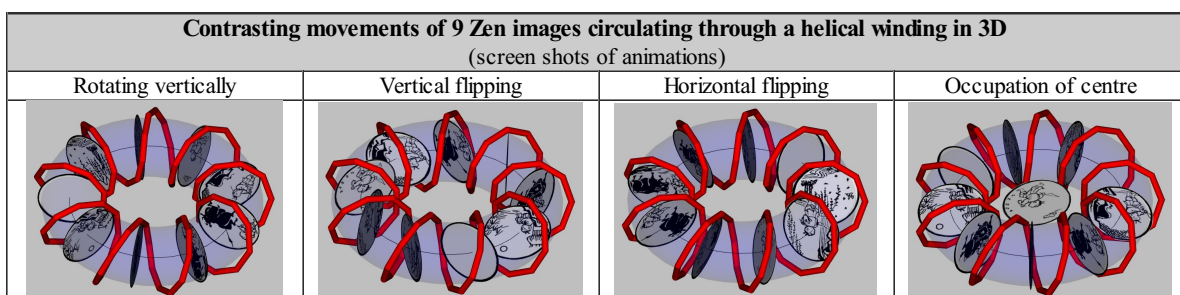 Contrasting movements of 9 Zen images circulating through a helical winding in 3D
(screen shots of animations)
Rotating vertically
Vertical flipping
Horizontal flipping
Occupation of centre